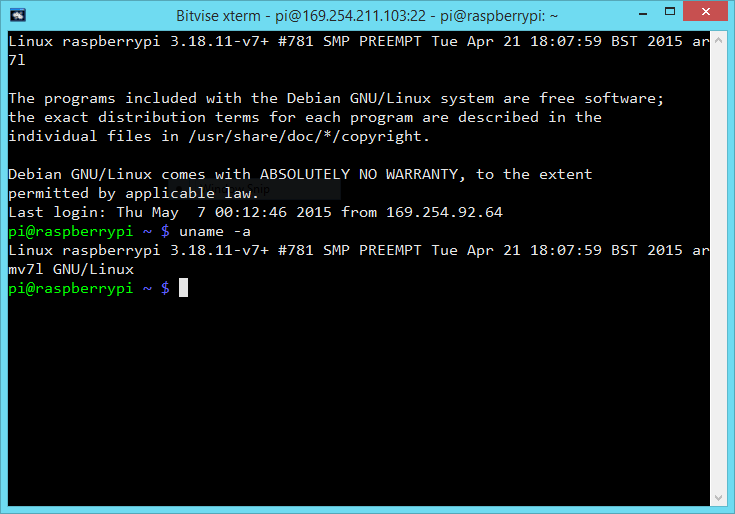 Bitvise xterm - pi@169.254.211.103:22 - pi@raspberrypi: ~
Linux raspberrypi 3.18.11-v7+ #781 SMP PREEMPT Tue Apr 21 18:07:59 BST 2015 ar
7l
The programs included with the Debian GNU/Linux system are free software;
the exact distribution terms for each program are described in the
individual files in /usr/share/doc/*/copyright.
Debian GNU/Linux comes with ABSOLUTELY NO WARRANTY, to the extent
permitted by applicable law.
Last login: Thu May  7 00:12:46 2015 from 169.254.92.64
pi@raspberrypi ~ $ uname -a
Linux raspberrypi 3.18.11-v7+ #781 SMP PREEMPT Tue Apr 21 18:07:59 BST 2015 ar
mv7l GNU/Linux
pi@raspberrypi ~ $